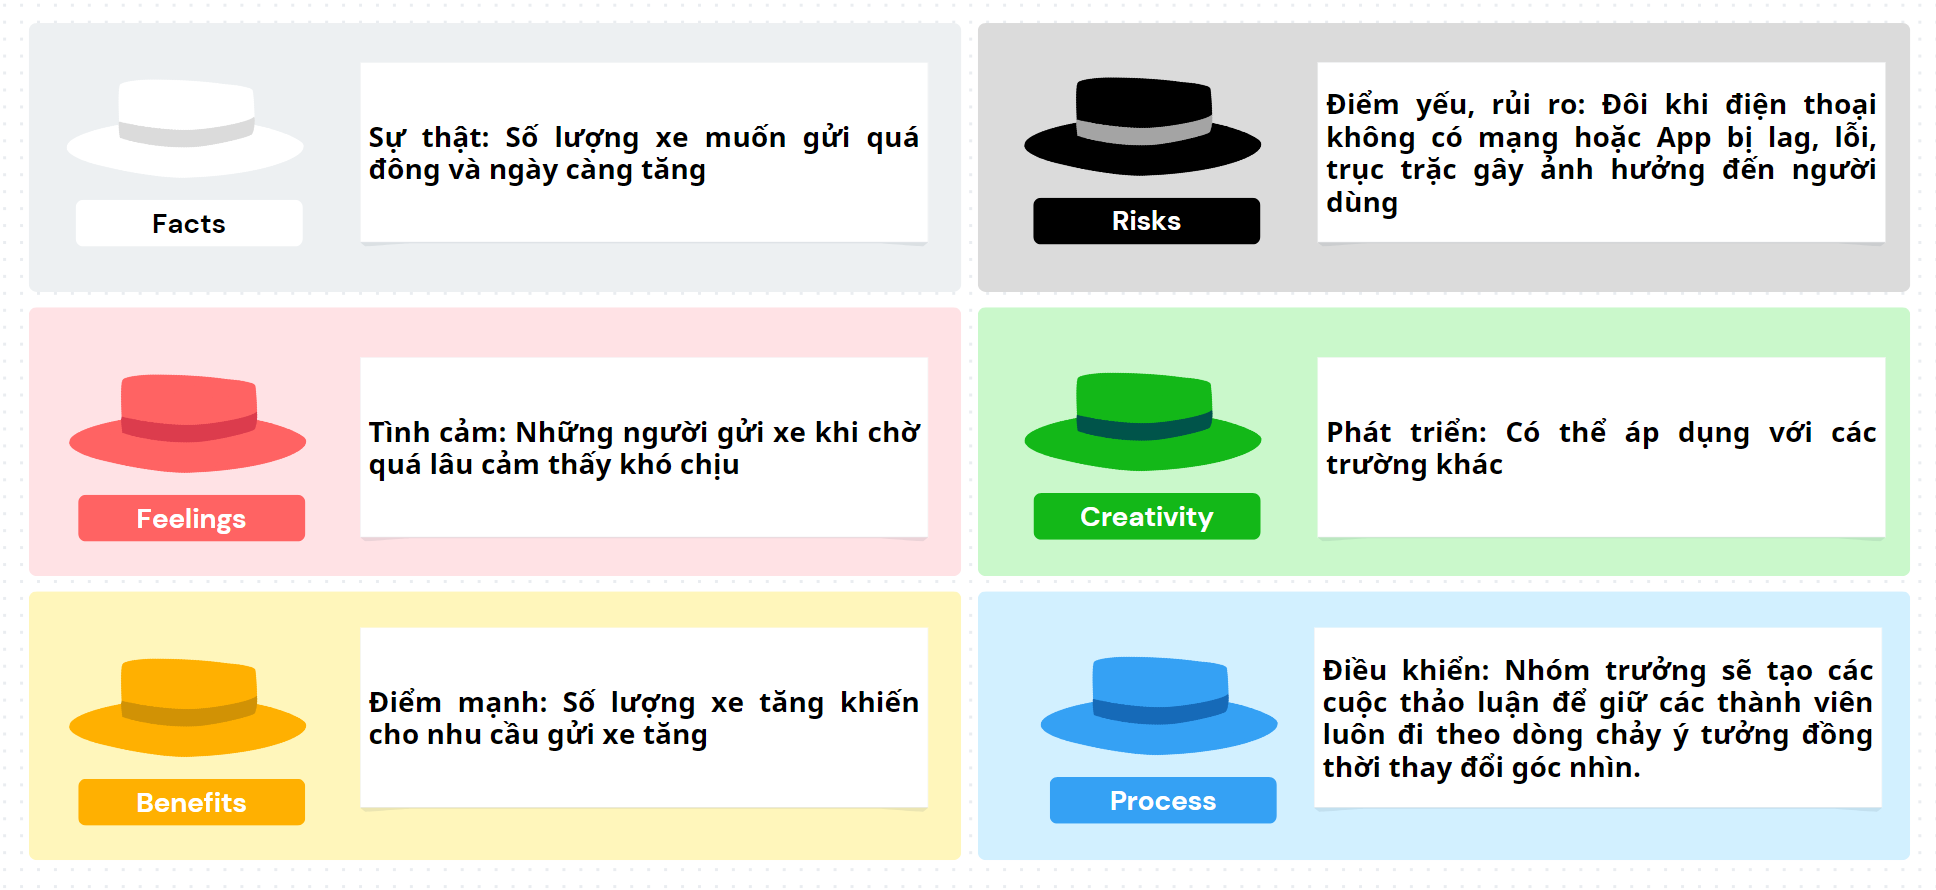 Sự thật: Số lượng xe muốn gửi quá
đông và ngày càng tăng
Facts
Điểm yếu, rủi ro: Đôi khi điện thoại
không có mạng hoặc App bị lag, lỗi,
trục trặc gây ảnh hưởng đến người
dùng
Risks
Tình cảm: Những người gửi xe khi chờ
quá lâu cảm thấy khó chịu
Feelings
Phát triển: Có thể áp dụng với các
trường khác
Creativity
Điểm mạnh: Số lượng xe tăng khiến
cho nhu cầu gửi xe tăng
Benefits
Điều khiển: Nhóm trưởng sẽ tạo các
cuộc thảo luận để giữ các thành viên
luôn đi theo dòng chảy ý tưởng đồng
thời thay đổi góc nhìn.
Process